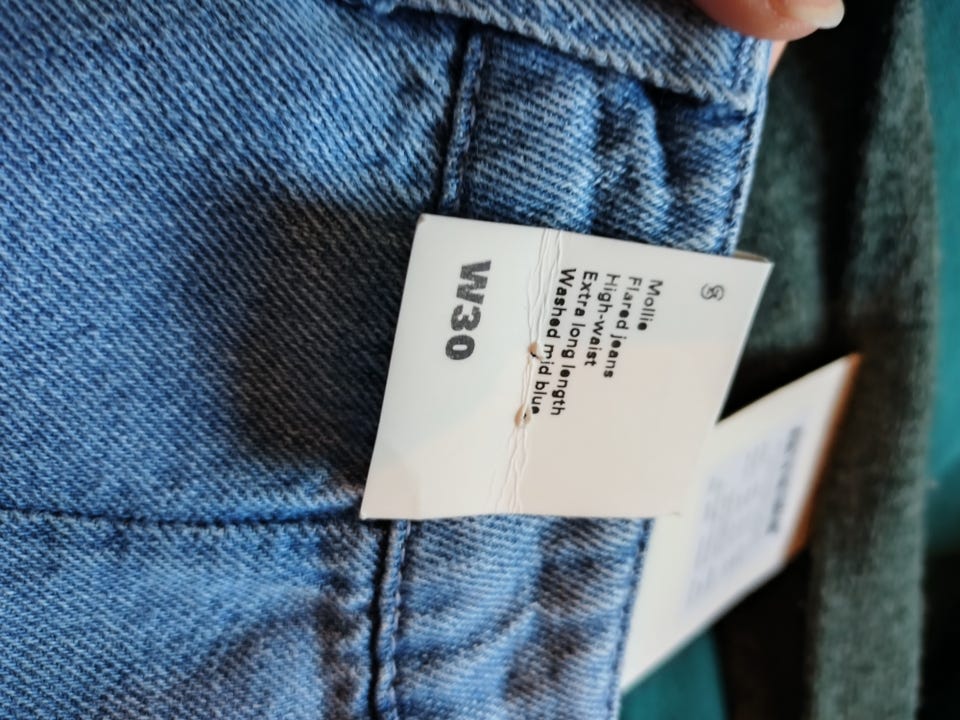 Mollie
Flared jeans
High-waist
Extra long length
Washed mid blue
W30